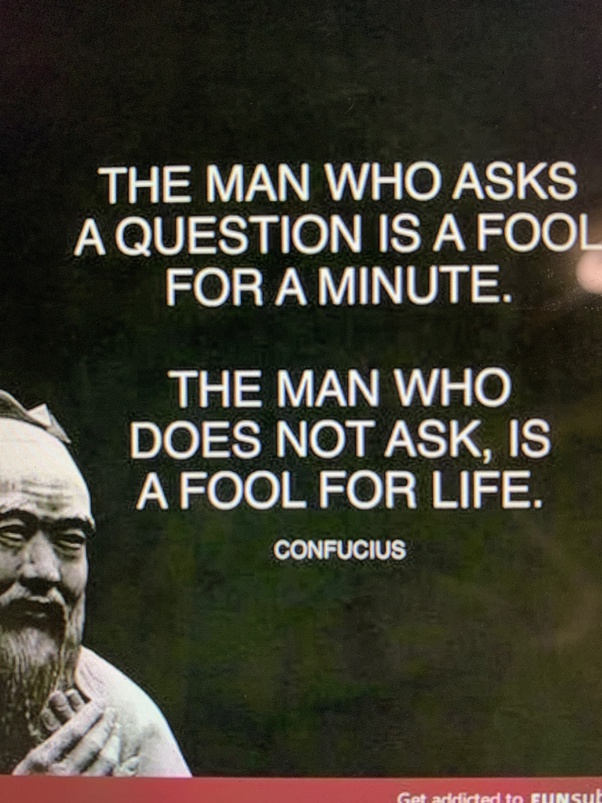 THE MAN WHO ASKS
A QUESTION IS A FOOL
FOR A MINUTE.
THE MAN WHO
DOES NOT ASK, IS
A FOOL FOR LIFE.
CONFUCIUS
Get addicted to